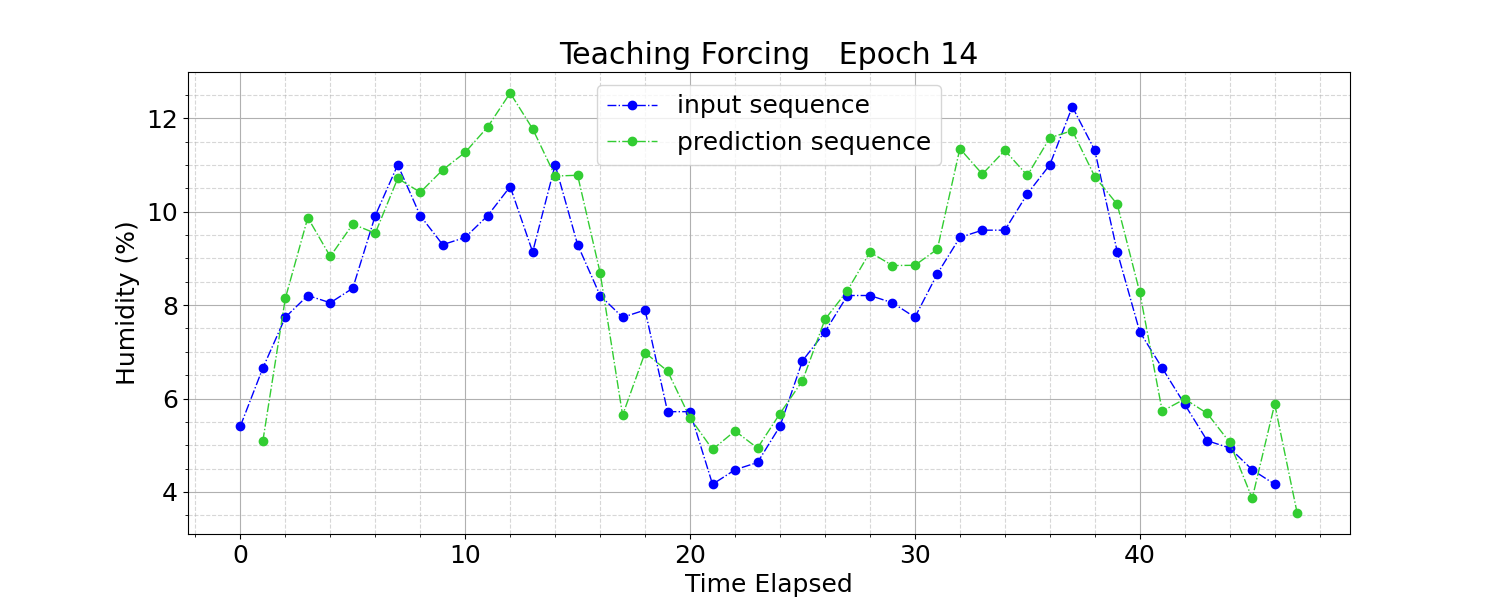 Teaching Forcing   Epoch 14
input sequence
prediction sequence
Humidity (%)
12
10
8
6
4
0 10 20 30 40
Time Elapsed